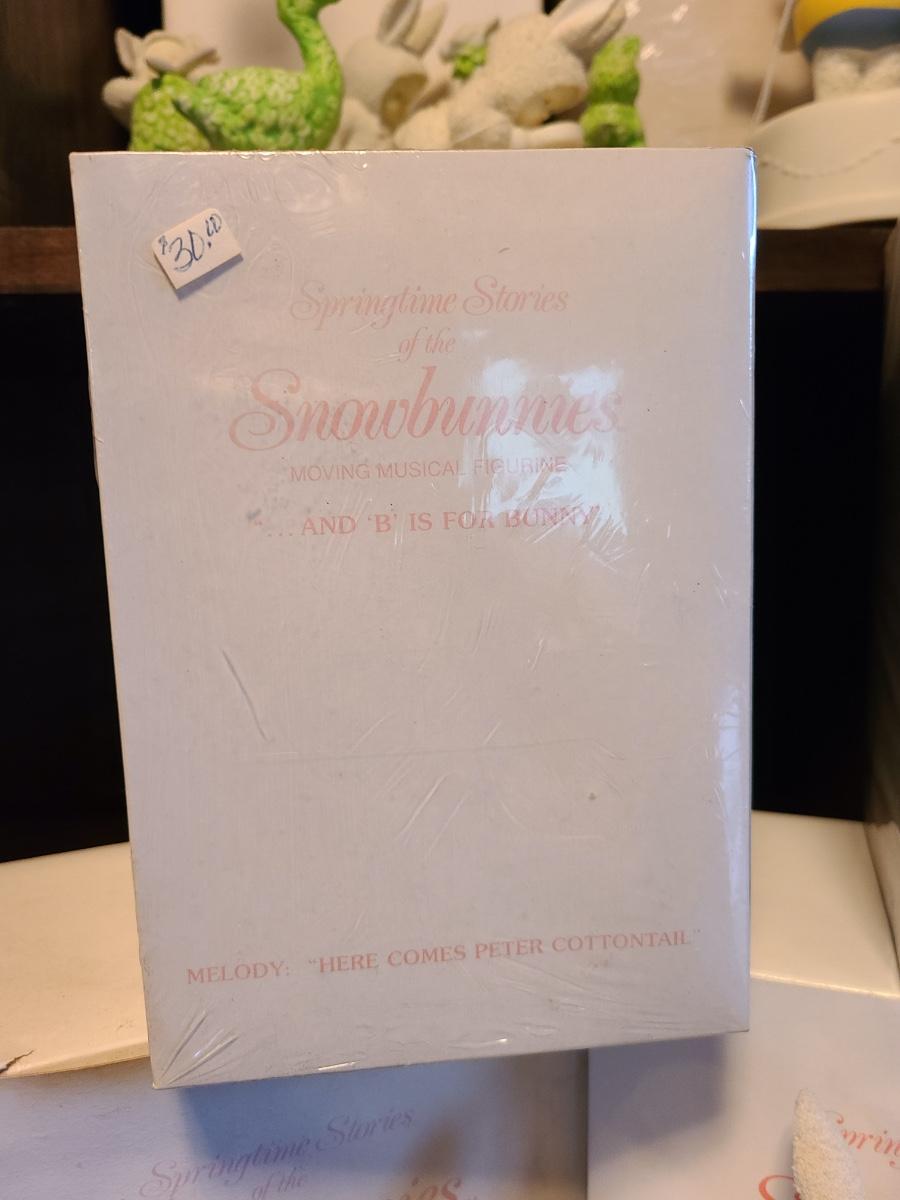 $30.00
Springtime Stories
of the
Snowbunnies
MOVING MUSICAL FIGURINE
"...AND 'B' IS FOR BUNNY"
MELODY: "HERE COMES PETER COTTONTAIL"
Springtime Stories
of the